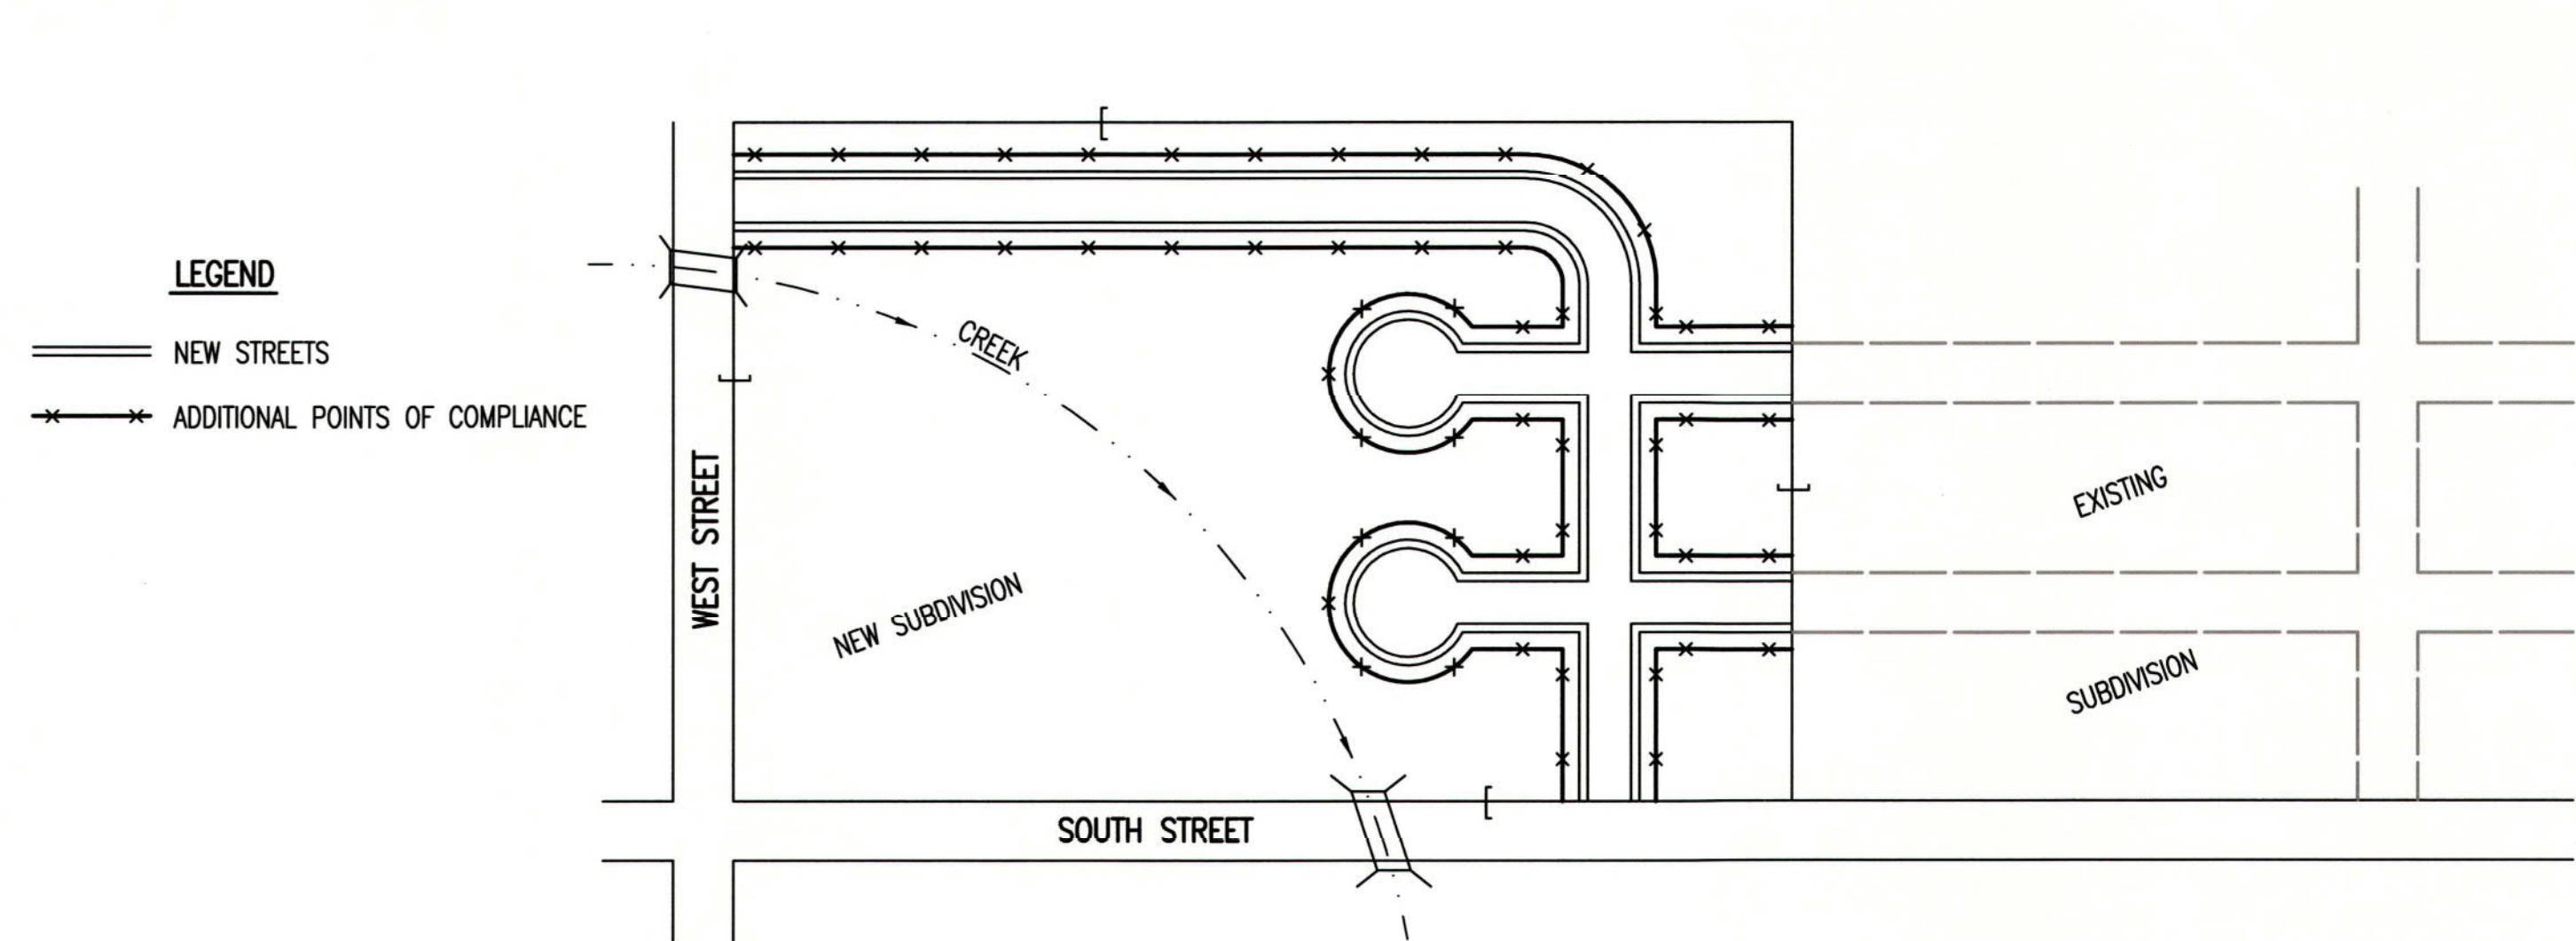 LEGEND
NEW STREETS
ADDITIONAL POINTS OF COMPLIANCE
CREEK
WEST STREET
NEW SUBDIVISION
SOUTH STREET
EXISTING
SUBDIVISION